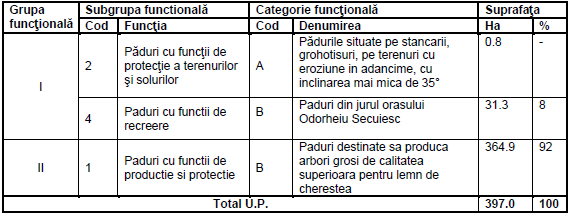 Grupa funcţională Subgrupa functională Categorie funcţională Suprafaţa
Cod Funcţia Cod Denumirea Ha %
I 2 Păduri cu funcţii de protecţie a terenurilor şi solurilor A Pădurile situate pe stancarii, grohotisuri, pe terenuri cu eroziune in adancime, cu inclinarea mai mica de 35° 0.8 -
4 Paduri cu functii de recreere B Paduri din jurul orasului Odorheiu Secuiesc 31.3 8
II 1 Paduri cu functii de productie si protectie B Paduri destinate sa produca arbori grosi de calitatea superioara pentru lemn de cherestea 364.9 92
Total U.P. 397.0 100